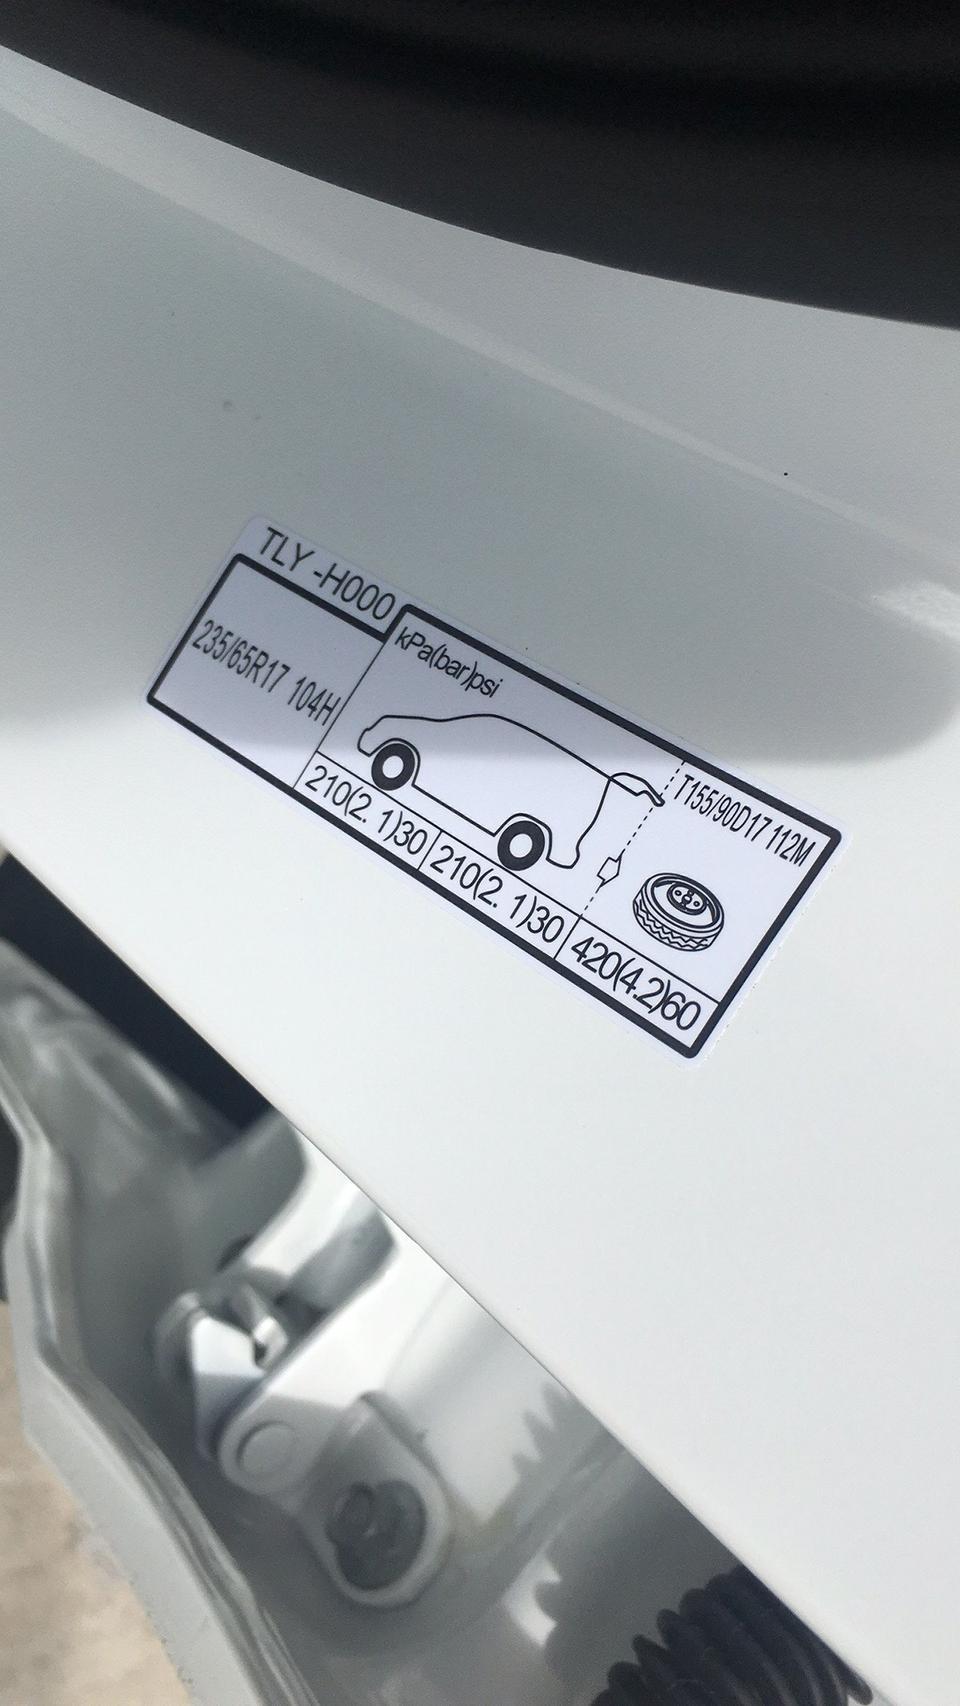 TLY -H000
235/65R17 104H
kPa(bar)psi
T155/90D17 112M
210(2. 1)30
210(2. 1)30
420(4.2)60